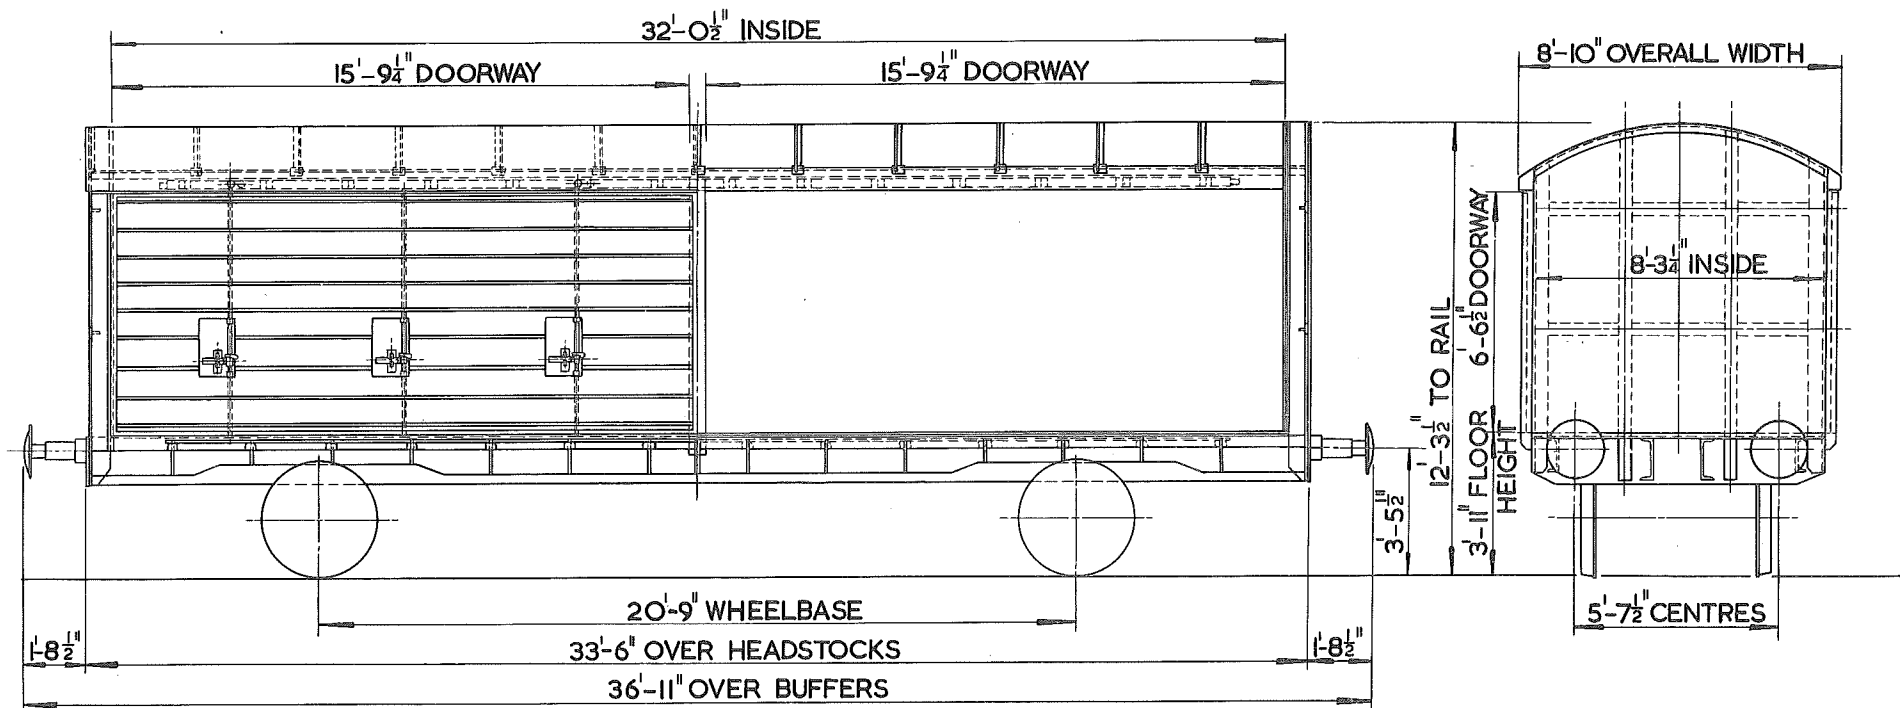 32'-0½" INSIDE
15'-9¼" DOORWAY
15'-9¼" DOORWAY
8'-10" OVERALL WIDTH
8'-3¼" INSIDE
6'-6½" DOORWAY
12'-3½" TO RAIL
3'-11" FLOOR
HEIGHT
3'-5½"
20'-9" WHEELBASE
5'-7½" CENTRES
1'-8½"
33'-6" OVER HEADSTOCKS
1'-8½"
36'-11" OVER BUFFERS